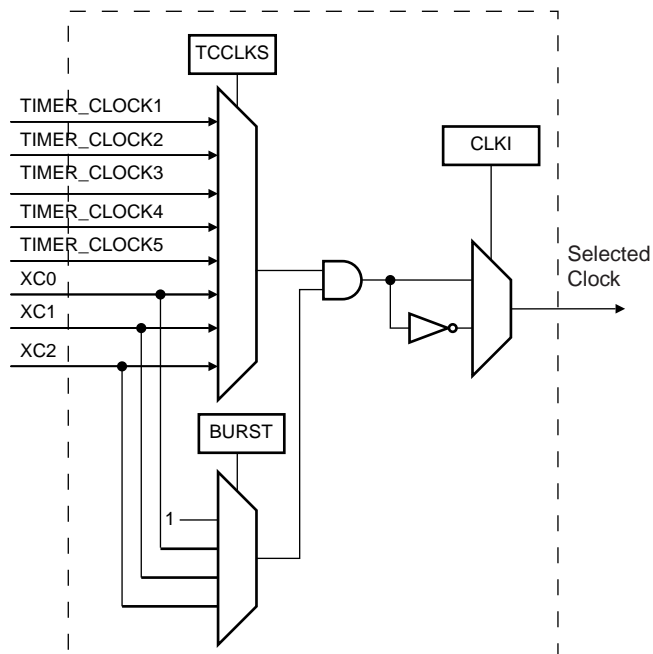 TCCLKS
TIMER_CLOCK1
TIMER_CLOCK2
TIMER_CLOCK3
TIMER_CLOCK4
TIMER_CLOCK5
XC0
XC1
XC2
CLKI
Selected
Clock
BURST
1